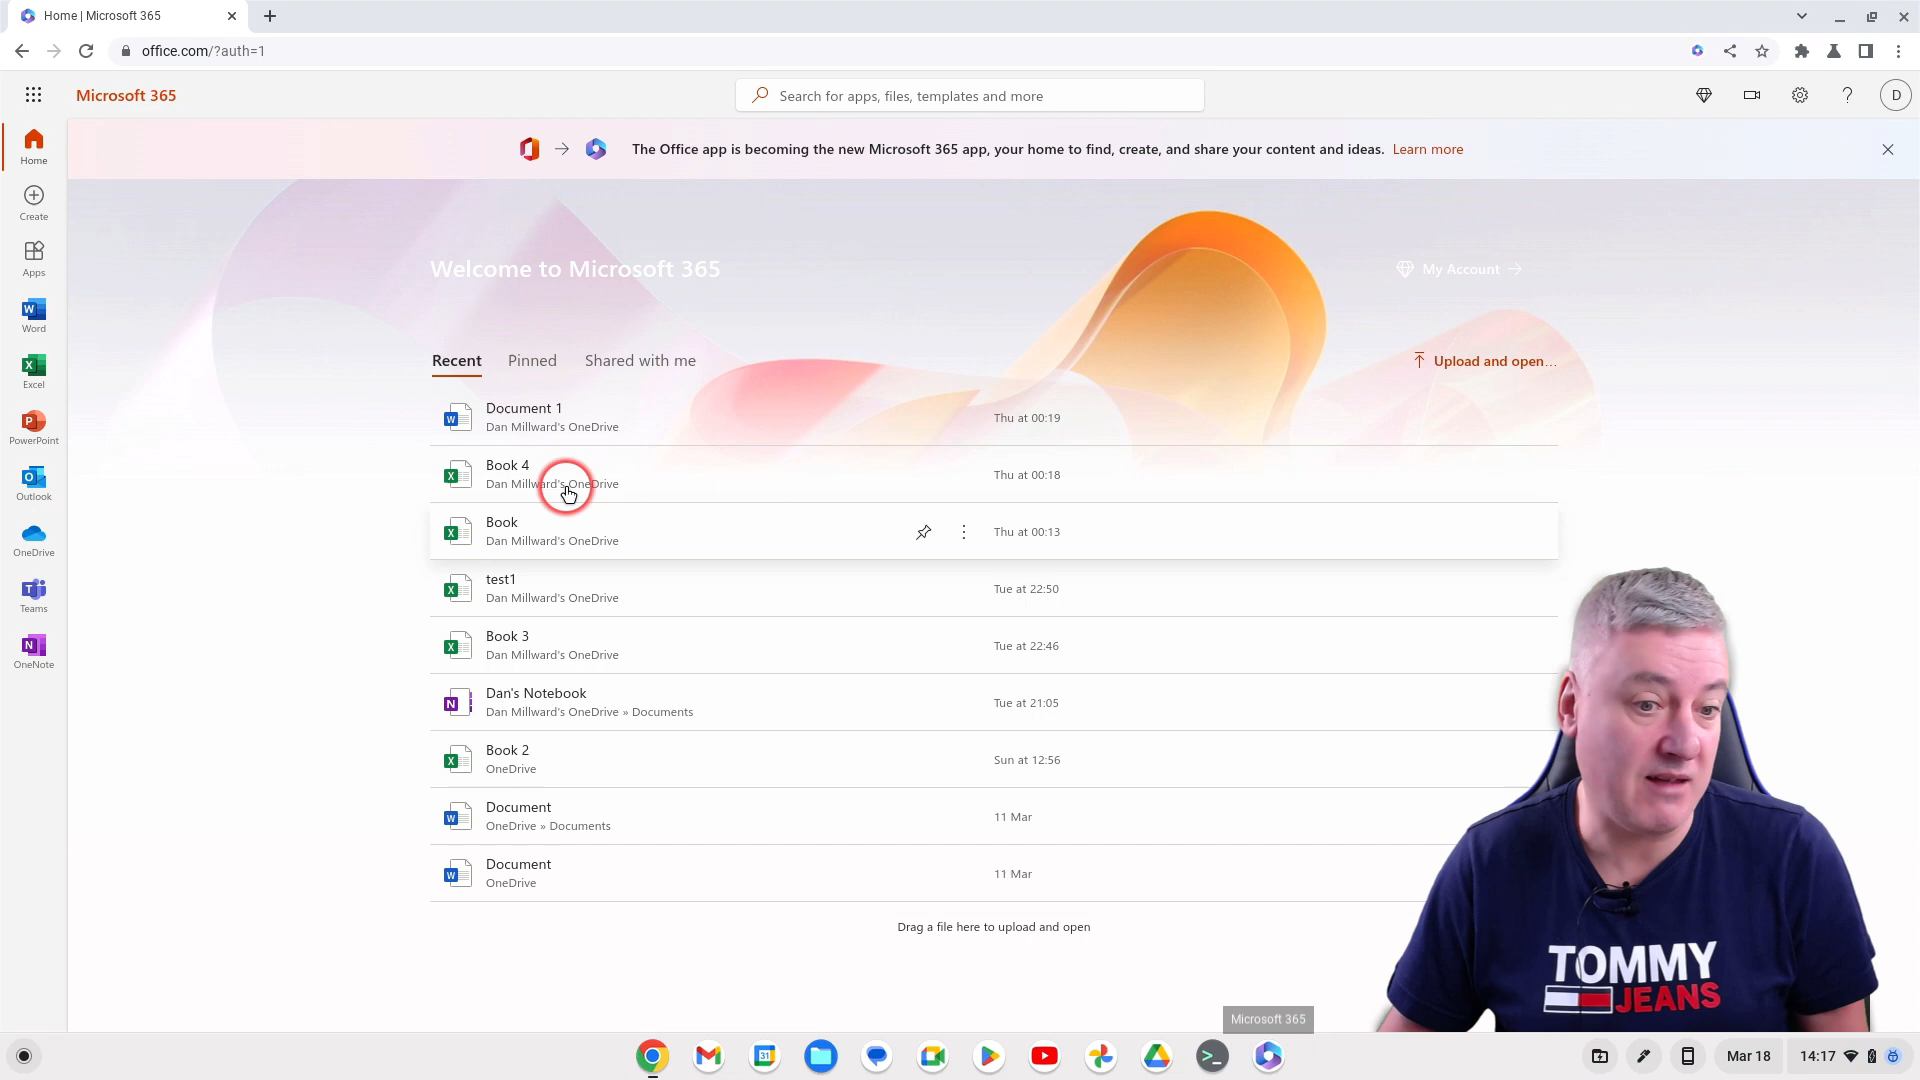 Home | Microsoft 365
office.com/?auth=1
Microsoft 365
Search for apps, files, templates and more
D
Home
Create
Apps
Word
Excel
PowerPoint
Outlook
OneDrive
Teams
OneNote
The Office app is becoming the new Microsoft 365 app, your home to find, create, and share your content and ideas. Learn more
Welcome to Microsoft 365
My Account
Recent Pinned Shared with me
Upload and open...
Document 1
Dan Millward's OneDrive
Thu at 00:19
Book 4
Dan Millward's OneDrive
Thu at 00:18
Book
Dan Millward's OneDrive
Thu at 00:13
test1
Dan Millward's OneDrive
Tue at 22:50
Book 3
Dan Millward's OneDrive
Tue at 22:46
Dan's Notebook
Dan Millward's OneDrive » Documents
Tue at 21:05
Book 2
OneDrive
Sun at 12:56
Document
OneDrive » Documents
11 Mar
Document
OneDrive
11 Mar
Drag a file here to upload and open
TOMMY
JEANS
Microsoft 365
31
Mar 18
14:17